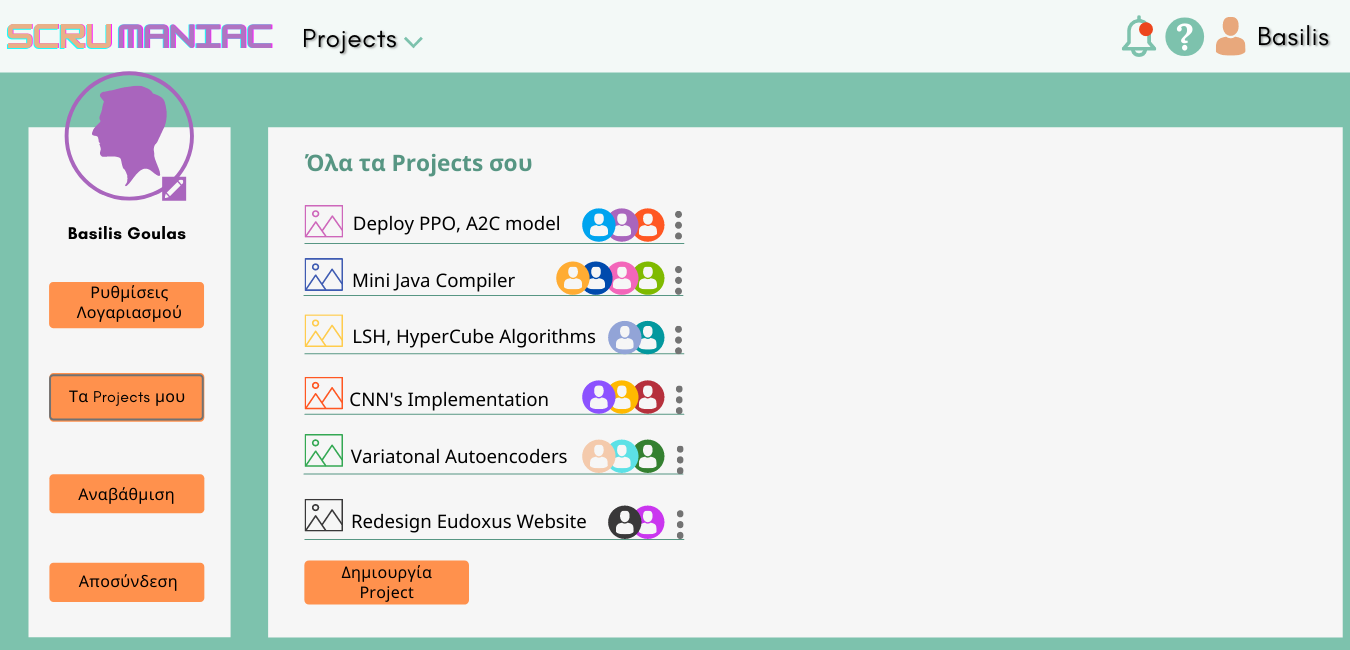 SCRUMANIAC
Projects
?
Basilis
Basilis Goulas
Ρυθμίσεις
Λογαριασμού
Τα Projects μου
Αναβάθμιση
Αποσύνδεση
Όλα τα Projects σου
Deploy PPO, A2C model
Mini Java Compiler
LSH, HyperCube Algorithms
CNN's Implementation
Variatonal Autoencoders
Redesign Eudoxus Website
Δημιουργία
Project